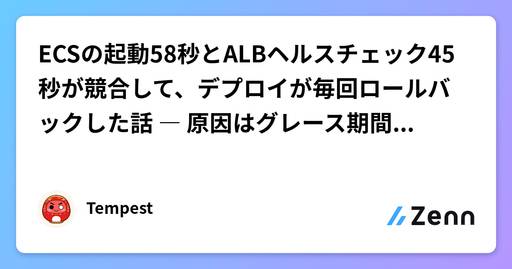 ECSの起動58秒とALBヘルスチェック45
秒が競合して、デプロイが毎回ロールバ
ックした話 — 原因はグレース期間...
Tempest
Zenn